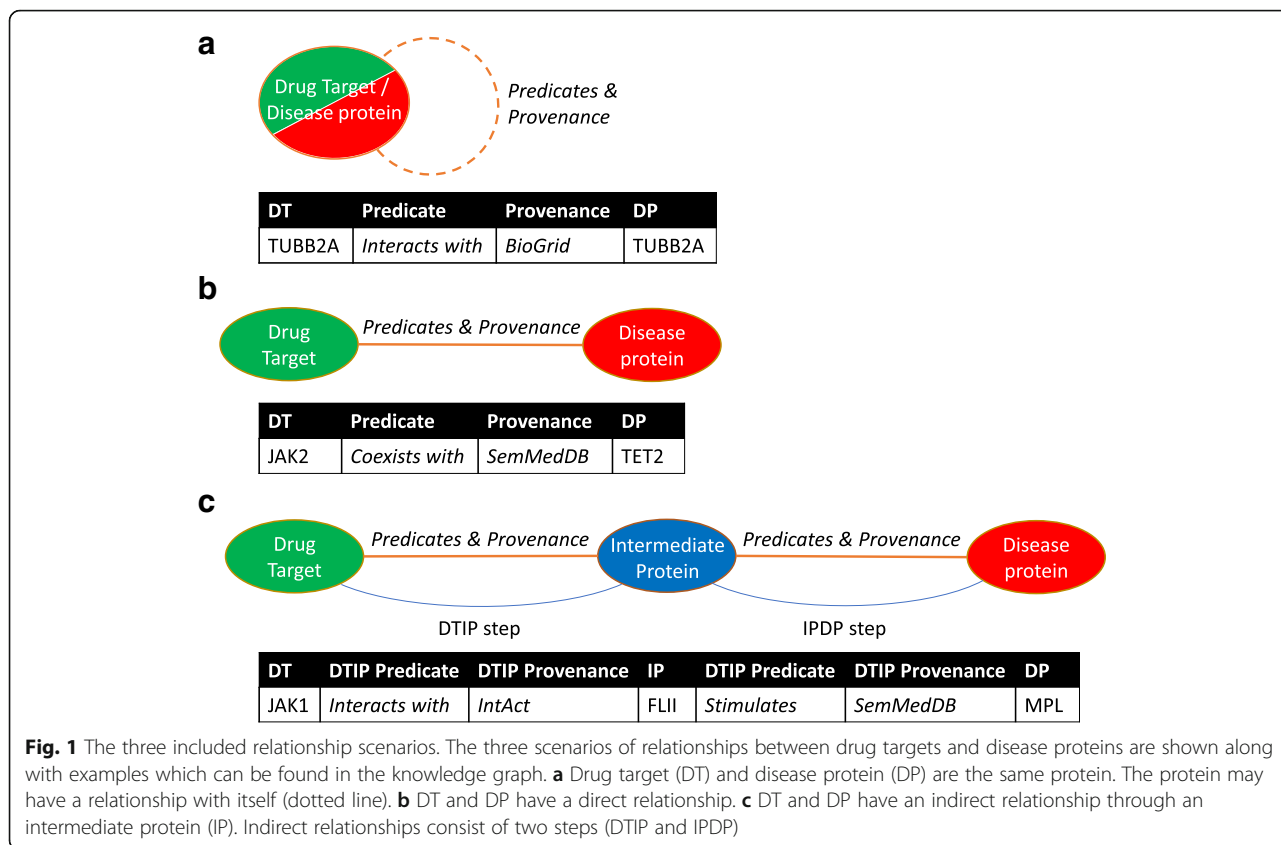 a
Drug Target /
Disease protein
Predicates &
Provenance
DT Predicate Provenance DP
TUBB2A Interacts with BioGrid TUBB2A
b
Drug
Target
Predicates & Provenance
Disease
protein
DT Predicate Provenance DP
JAK2 Coexists with SemMedDB TET2
c
Drug
Target
Predicates & Provenance
Intermediate
Protein
Predicates & Provenance
Disease
protein
DTIP step
IPDP step
DT DTIP Predicate DTIP Provenance IP DTIP Predicate DTIP Provenance DP
JAK1 Interacts with IntAct FLII Stimulates SemMedDB MPL
Fig. 1 The three included relationship scenarios. The three scenarios of relationships between drug targets and disease proteins are shown along
with examples which can be found in the knowledge graph. a Drug target (DT) and disease protein (DP) are the same protein. The protein may
have a relationship with itself (dotted line). b DT and DP have a direct relationship. c DT and DP have an indirect relationship through an
intermediate protein (IP). Indirect relationships consist of two steps (DTIP and IPDP)